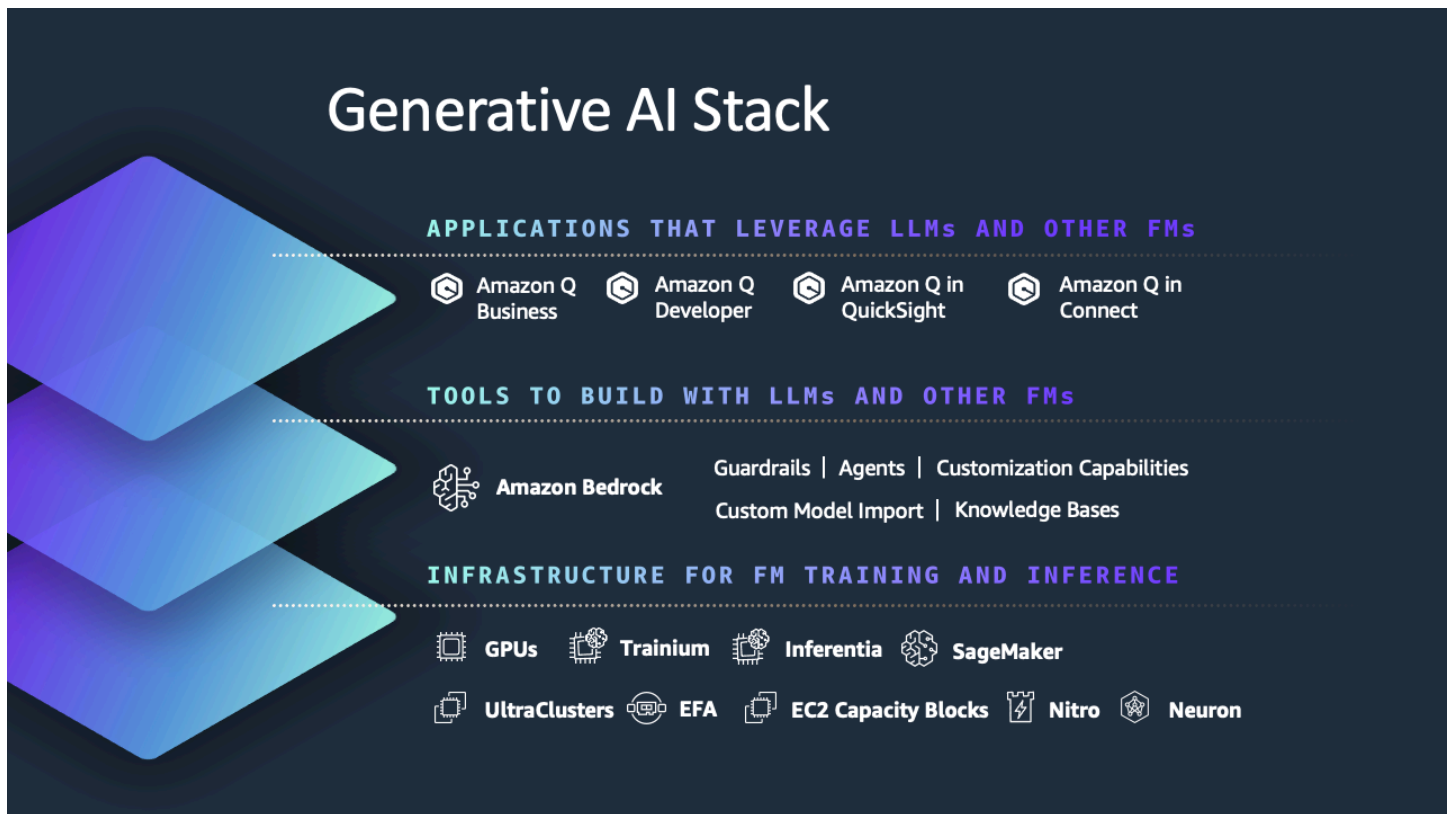 Generative AI Stack
APPLICATIONS THAT LEVERAGE LLMs AND OTHER FMs
Amazon Q Business
Amazon Q Developer
Amazon Q in QuickSight
Amazon Q in Connect
TOOLS TO BUILD WITH LLMs AND OTHER FMs
Amazon Bedrock
Guardrails | Agents | Customization Capabilities
Custom Model Import | Knowledge Bases
INFRASTRUCTURE FOR FM TRAINING AND INFERENCE
GPUs Trainium Inferentia SageMaker
UltraClusters EFA EC2 Capacity Blocks Nitro Neuron